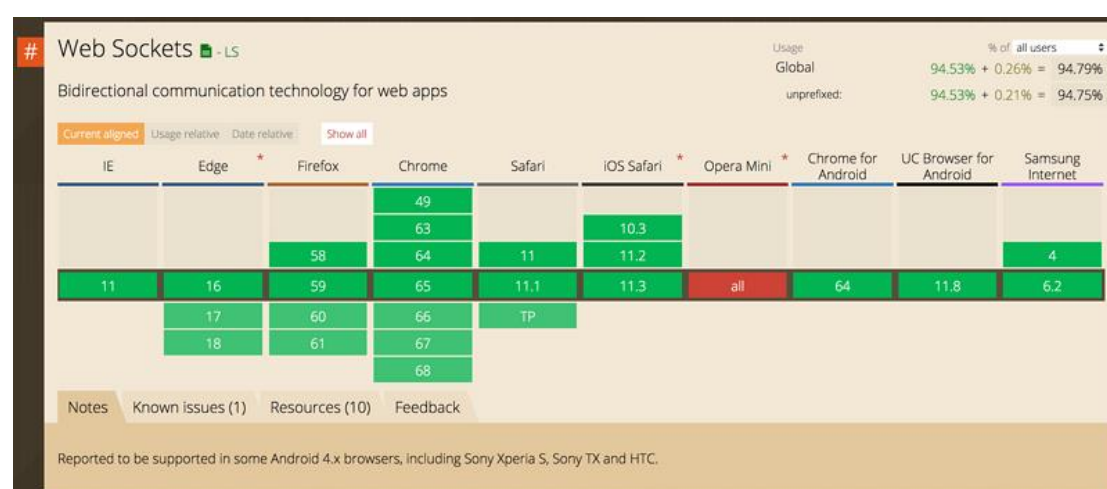 #
Web Sockets - LS
Usage % of all users
Global 94.53% + 0.26% = 94.79%
Bidirectional communication technology for web apps
unprefixed: 94.53% + 0.21% = 94.75%
Current aligned Usage relative Date relative Show all
IE Edge * Firefox Chrome Safari iOS Safari * Opera Mini * Chrome for Android UC Browser for Android Samsung Internet
49
63 10.3
58 64 11 11.2 4
11 16 59 65 11.1 11.3 all 64 11.8 6.2
17 60 66 TP
18 61 67
68
Notes Known issues (1) Resources (10) Feedback
Reported to be supported in some Android 4.x browsers, including Sony Xperia S, Sony TX and HTC.